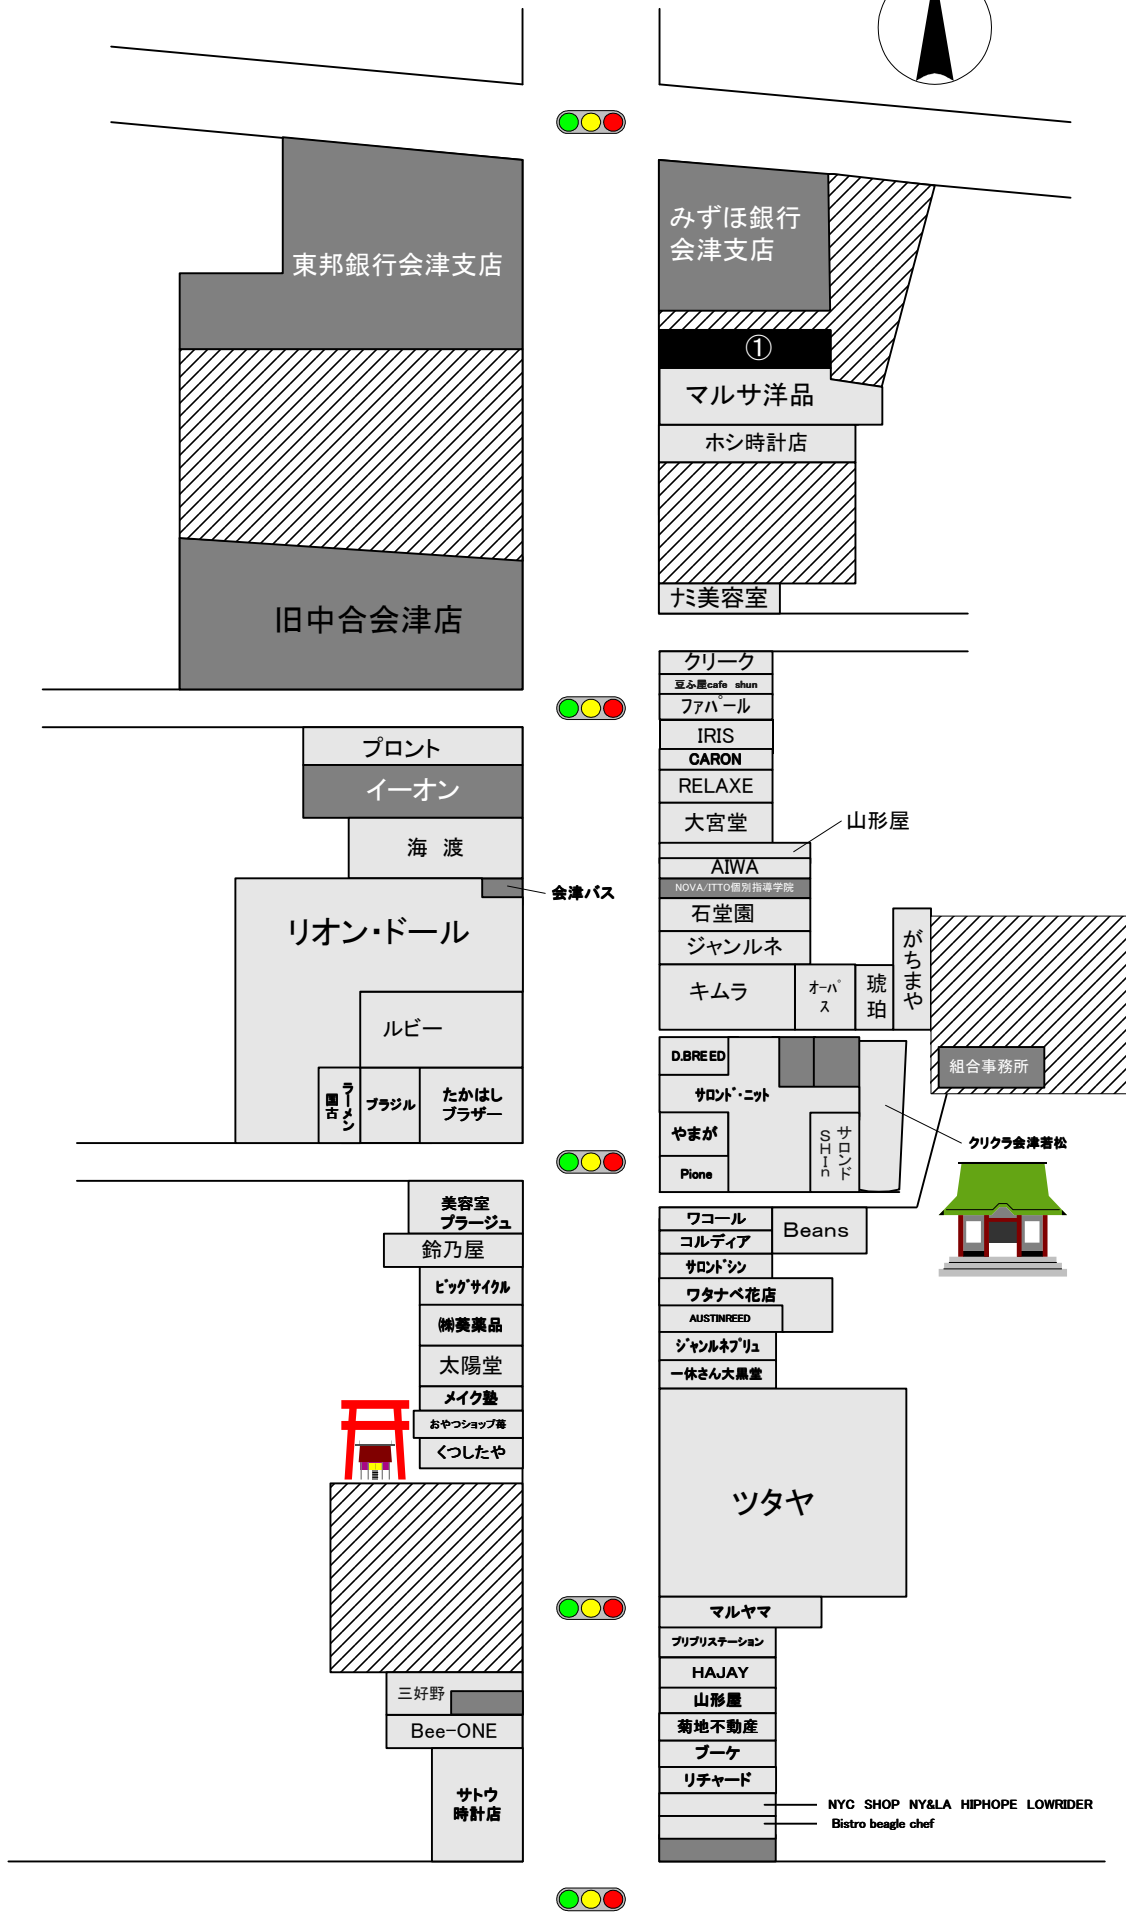 東邦銀行会津支店
みずほ銀行
会津支店
①
マルサ洋品
ホシ時計店
ナミ美容室
旧中合会津店
クリーク
豆ふ屋cafe shun
ファパール
IRIS
CARON
RELAXE
大宮堂
山形屋
AIWA
NOVA/ITTO個別指導学院
石堂園
ジャンルネ
キムラ
オーパ
ス
琥珀
がちまや
プロント
イーオン
海 渡
会津バス
リオン・ドール
ルビー
ラーメン
国古
ブラジル
たかはし
ブラザー
D.BREED
サロンド・ニット
やまが
Pione
サロンド
SHIn
組合事務所
クリクラ会津若松
美容室
プラージュ
鈴乃屋
ビッグサイクル
㈱葵薬品
太陽堂
メイク塾
おやつショップ苺
くつしたや
ワコール
コルディア
Beans
サロンドシン
ワタナベ花店
AUSTINREED
ジャンルネプリュ
一休さん大黒堂
ツタヤ
マルヤマ
プリプリステーション
HAJAY
山形屋
菊地不動産
ブーケ
リチャード
NYC SHOP NY&LA HIPHOPE LOWRIDER
Bistro beagle chef
三好野
Bee-ONE
サトウ
時計店